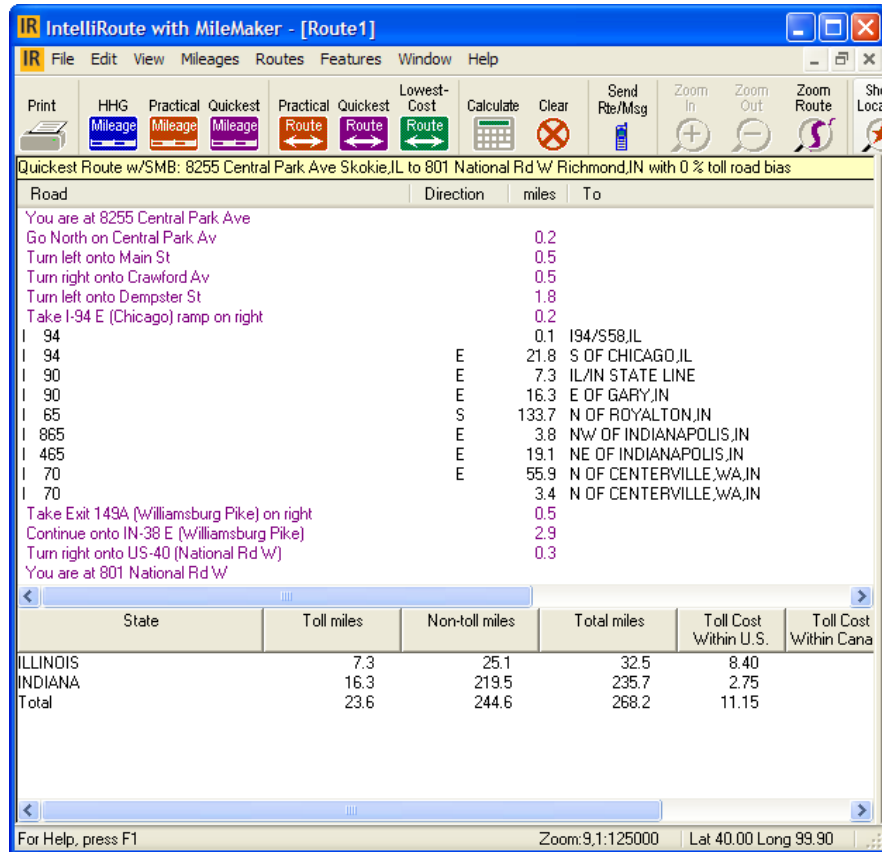 IR IntelliRoute with MileMaker - [Route1]
IR File Edit View Mileages Routes Features Window Help
Print HHG Mileage Practical Mileage Quickest Mileage Practical Route Quickest Route Lowest-Cost Route Calculate Clear Send Rte/Msg Zoom In Zoom Out Zoom Route
Quickest Route w/SMB: 8255 Central Park Ave Skokie,IL to 801 National Rd W Richmond,IN with 0 % toll road bias
Road Direction miles To
You are at 8255 Central Park Ave
Go North on Central Park Av 0.2
Turn left onto Main St 0.5
Turn right onto Crawford Av 0.5
Turn left onto Dempster St 1.8
Take I-94 E (Chicago) ramp on right 0.2
I 94 0.1 I94/S58,IL
I 94 E 21.8 S OF CHICAGO,IL
I 90 E 7.3 IL/IN STATE LINE
I 90 E 16.3 E OF GARY,IN
I 65 S 133.7 N OF ROYALTON,IN
I 865 E 3.8 NW OF INDIANAPOLIS,IN
I 465 E 19.1 NE OF INDIANAPOLIS,IN
I 70 E 55.9 N OF CENTERVILLE,WA,IN
I 70 3.4 N OF CENTERVILLE,WA,IN
Take Exit 149A (Williamsburg Pike) on right 0.5
Continue onto IN-38 E (Williamsburg Pike) 2.9
Turn right onto US-40 (National Rd W) 0.3
You are at 801 National Rd W
State Toll miles Non-toll miles Total miles Toll Cost Within U.S. Toll Cost Within Cana
ILLINOIS 7.3 25.1 32.5 8.40
INDIANA 16.3 219.5 235.7 2.75
Total 23.6 244.6 268.2 11.15
For Help, press F1 Zoom:9,1:125000 Lat 40.00 Long 99.90